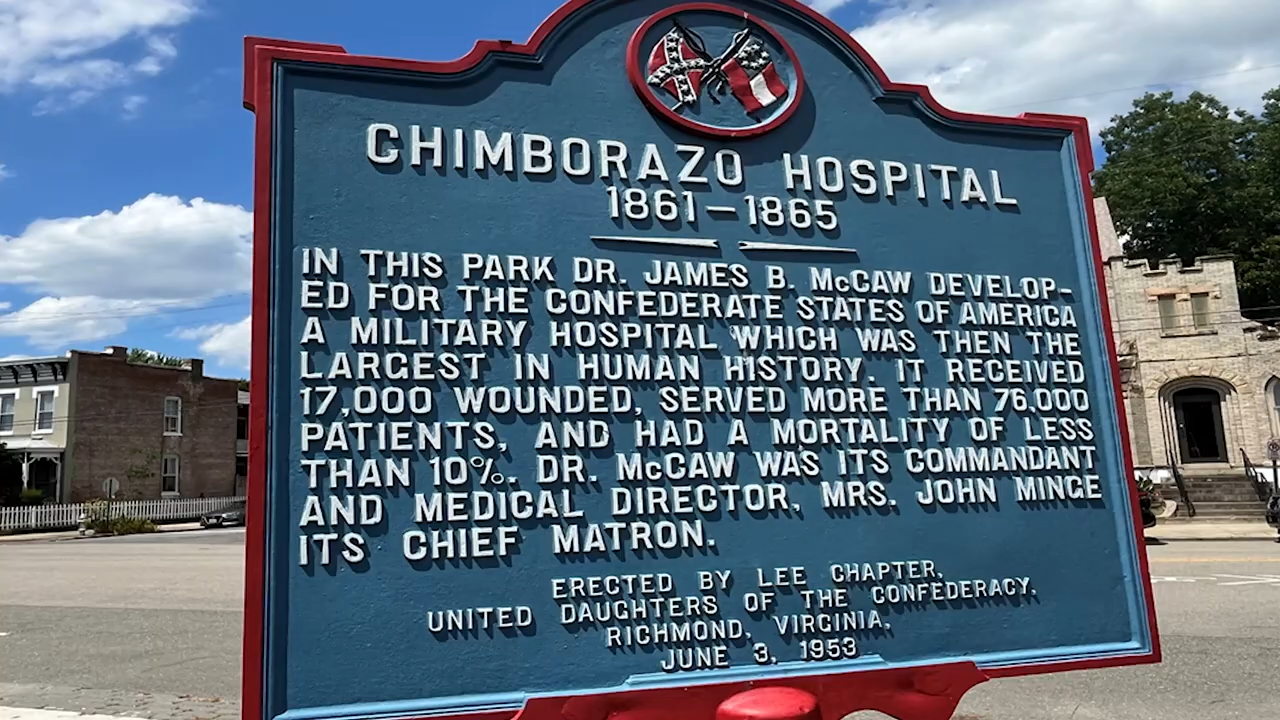 CHIMBORAZO HOSPITAL
1861–1865
IN THIS PARK DR. JAMES B. McCAW DEVELOP-
ED FOR THE CONFEDERATE STATES OF AMERICA
A MILITARY HOSPITAL WHICH WAS THEN THE
LARGEST IN HUMAN HISTORY. IT RECEIVED
17,000 WOUNDED, SERVED MORE THAN 76,000
PATIENTS, AND HAD A MORTALITY OF LESS
THAN 10%. DR. McCAW WAS ITS COMMANDANT
AND MEDICAL DIRECTOR, MRS. JOHN MINGE
ITS CHIEF MATRON.
ERECTED BY LEE CHAPTER,
UNITED DAUGHTERS OF THE CONFEDERACY,
RICHMOND, VIRGINIA,
JUNE 3, 1953